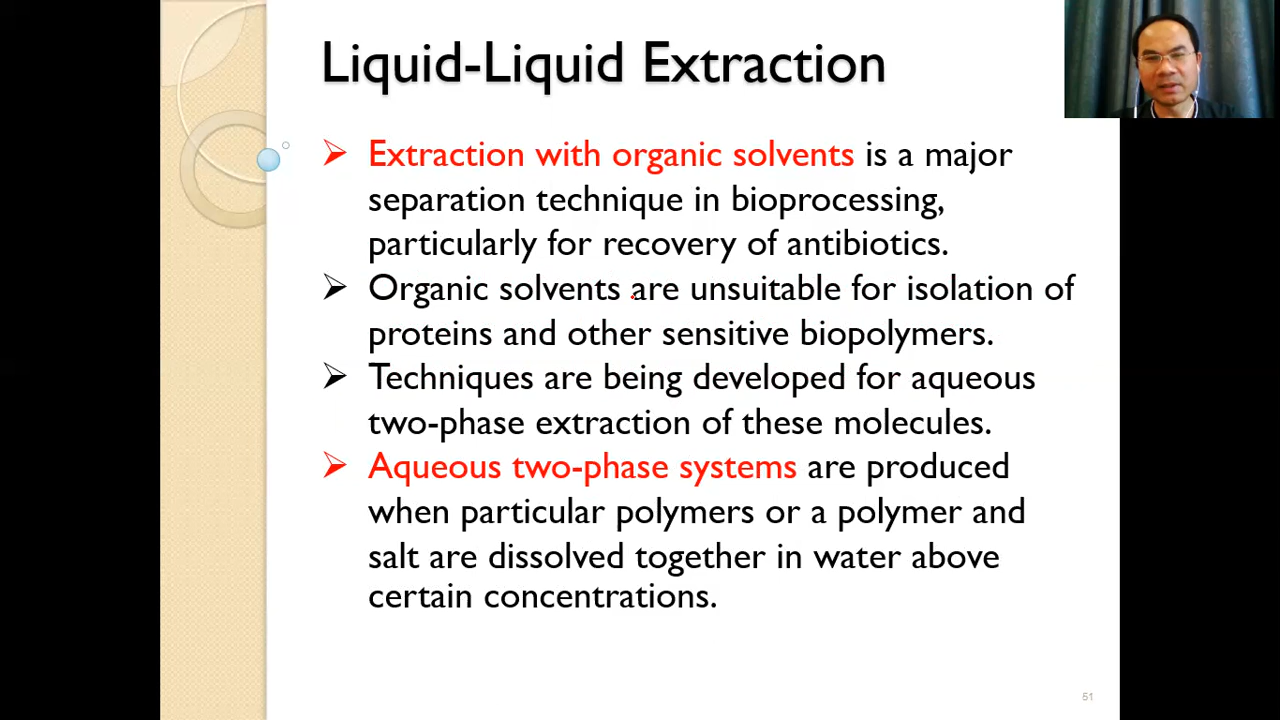 Liquid-Liquid Extraction
Extraction with organic solvents is a major
separation technique in bioprocessing,
particularly for recovery of antibiotics.
Organic solvents are unsuitable for isolation of
proteins and other sensitive biopolymers.
Techniques are being developed for aqueous
two-phase extraction of these molecules.
Aqueous two-phase systems are produced
when particular polymers or a polymer and
salt are dissolved together in water above
certain concentrations.
51